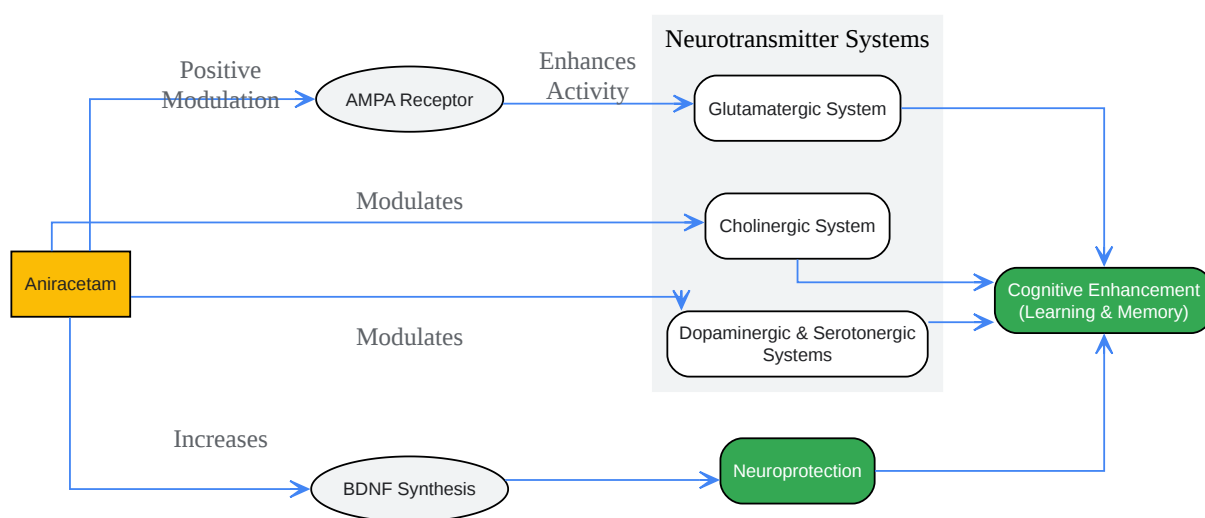 Neurotransmitter Systems
Positive
Modulation
AMPA Receptor
Enhances
Activity
Glutamatergic System
Modulates
Cholinergic System
Aniracetam
Cognitive Enhancement
(Learning & Memory)
Modulates
Dopaminergic & Serotonergic
Systems
Increases
BDNF Synthesis
Neuroprotection